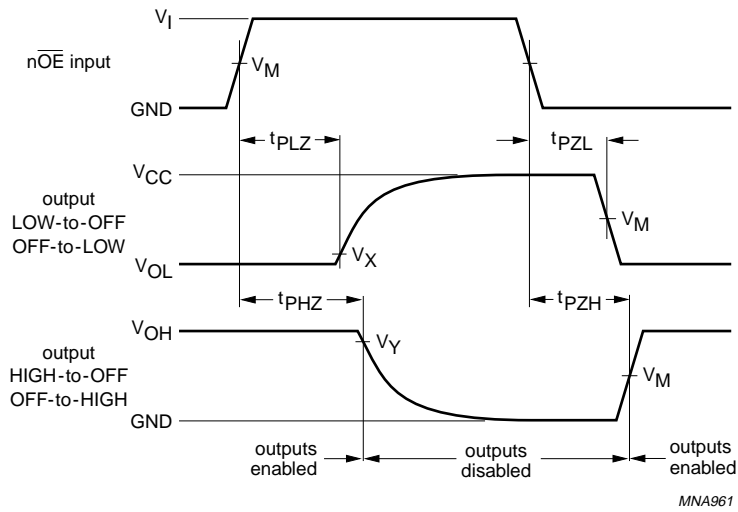 V_I
nOE input
V_M
GND
t_PLZ
t_PZL
V_CC
output
LOW-to-OFF
OFF-to-LOW
V_M
V_X
V_OL
t_PHZ
t_PZH
V_OH
output
HIGH-to-OFF
OFF-to-HIGH
V_Y
V_M
GND
outputs
enabled
outputs
disabled
outputs
enabled
MNA961